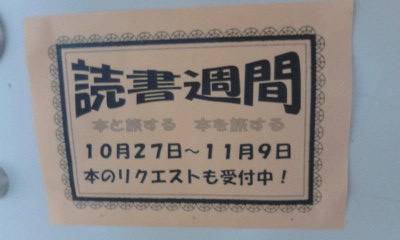 読書週間
本と旅する 本を旅する
10月27日～11月9日
本のリクエストも受付中！